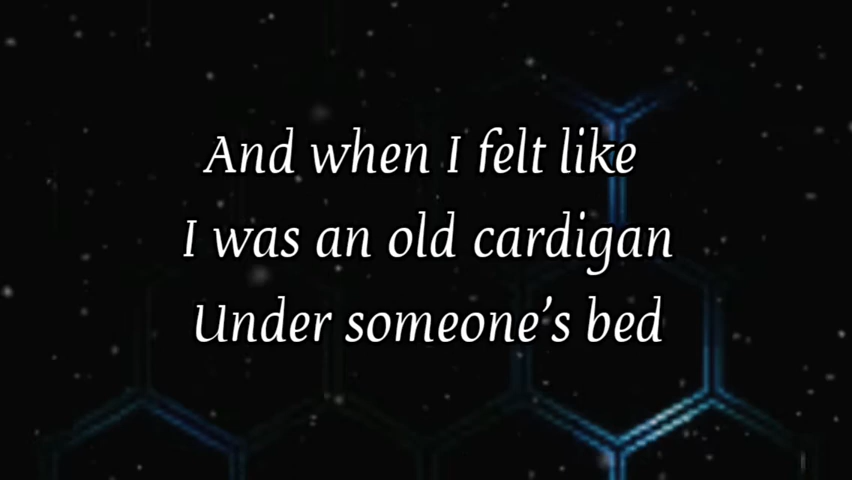 And when I felt like
I was an old cardigan
Under someone’s bed